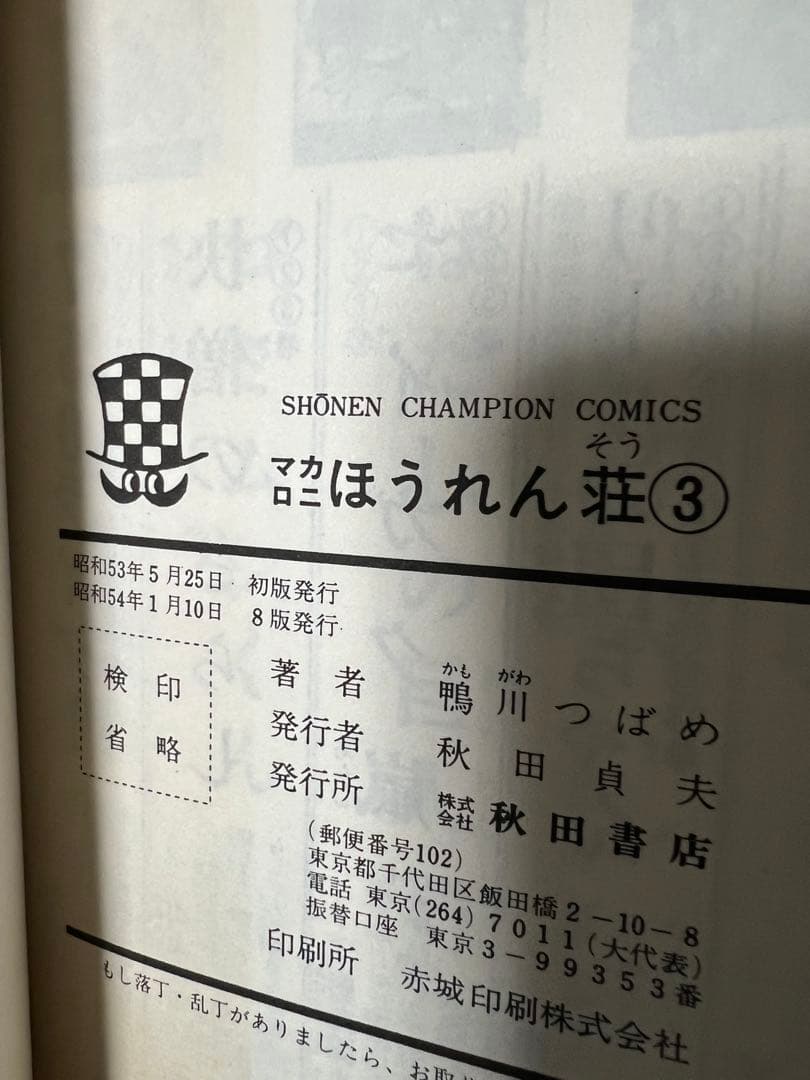 SHŌNEN CHAMPION COMICS
そう
マカロニほうれん荘③
昭和53年5月25日 初版発行
昭和54年1月10日 8版発行
検印
省略
かも がわ
著者 鴨川つばめ
発行者 秋田貞夫
発行所 株式会社 秋田書店
(郵便番号102)
東京都千代田区飯田橋2-10-8
電話 東京(264)7011(大代表)
振替口座 東京3-99353番
印刷所 赤城印刷株式会社
もし落丁・乱丁がありましたら、お取